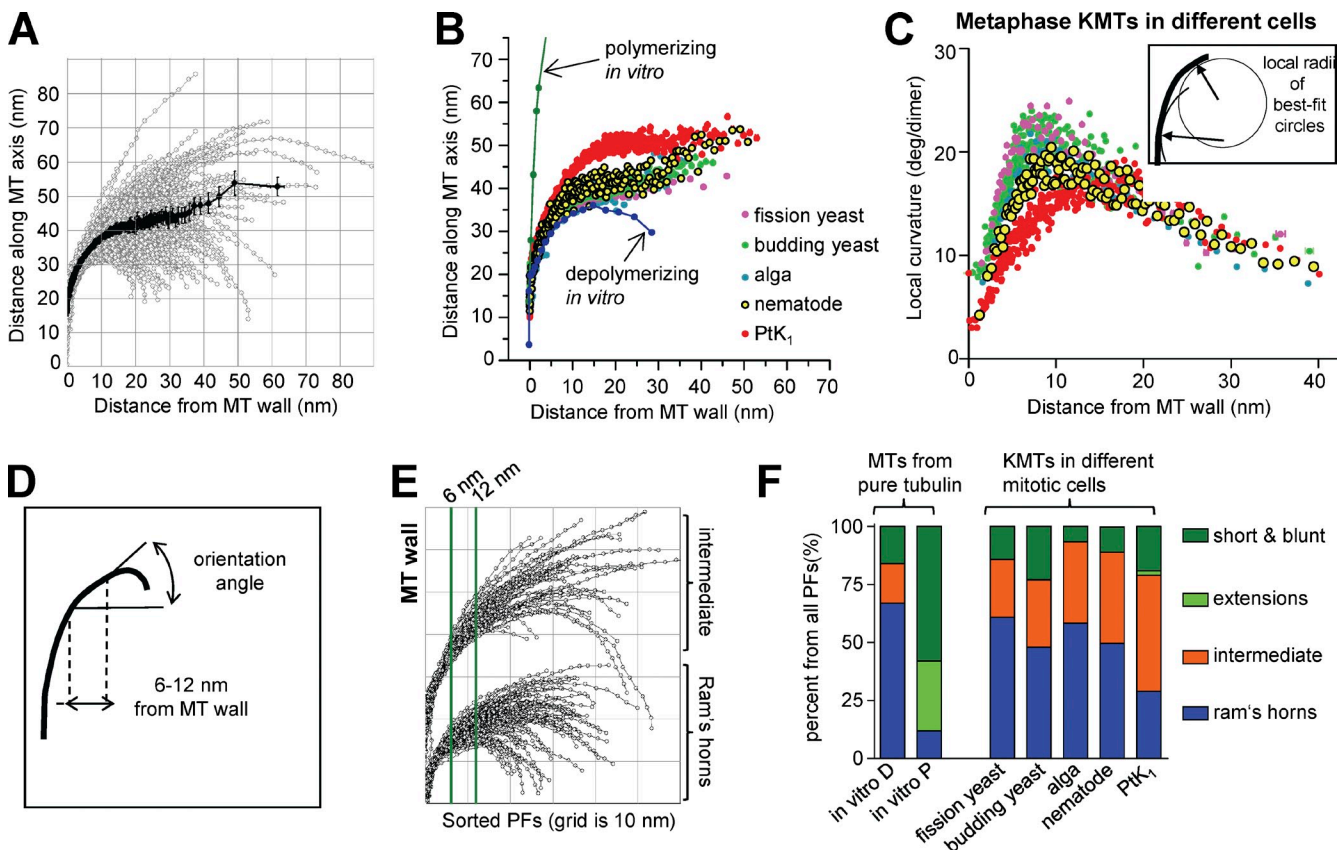 A
Distance along MT axis (nm)
80
70
60
50
40
30
20
10
0
0 10 20 30 40 50 60 70 80
Distance from MT wall (nm)
B
Distance along MT axis (nm)
70
60
50
40
30
20
10
0
polymerizing
in vitro
depolymerizing
in vitro
fission yeast
budding yeast
alga
nematode
PtK1
0 10 20 30 40 50 60 70
Distance from MT wall (nm)
Metaphase KMTs in different cells
C
Local curvature (deg/dimer)
30
20
10
0
local radii
of
best-fit
circles
0 10 20 30 40
Distance from MT wall (nm)
D
orientation
angle
6-12 nm
from MT wall
E
6 nm
12 nm
MT wall
intermediate
Ram's horns
Sorted PFs (grid is 10 nm)
F
MTs from
pure tubulin
KMTs in different
mitotic cells
percent from all PFs(%)
100
75
50
25
0
in vitro D
in vitro P
fission yeast
budding yeast
alga
nematode
PtK1
short & blunt
extensions
intermediate
ram's horns